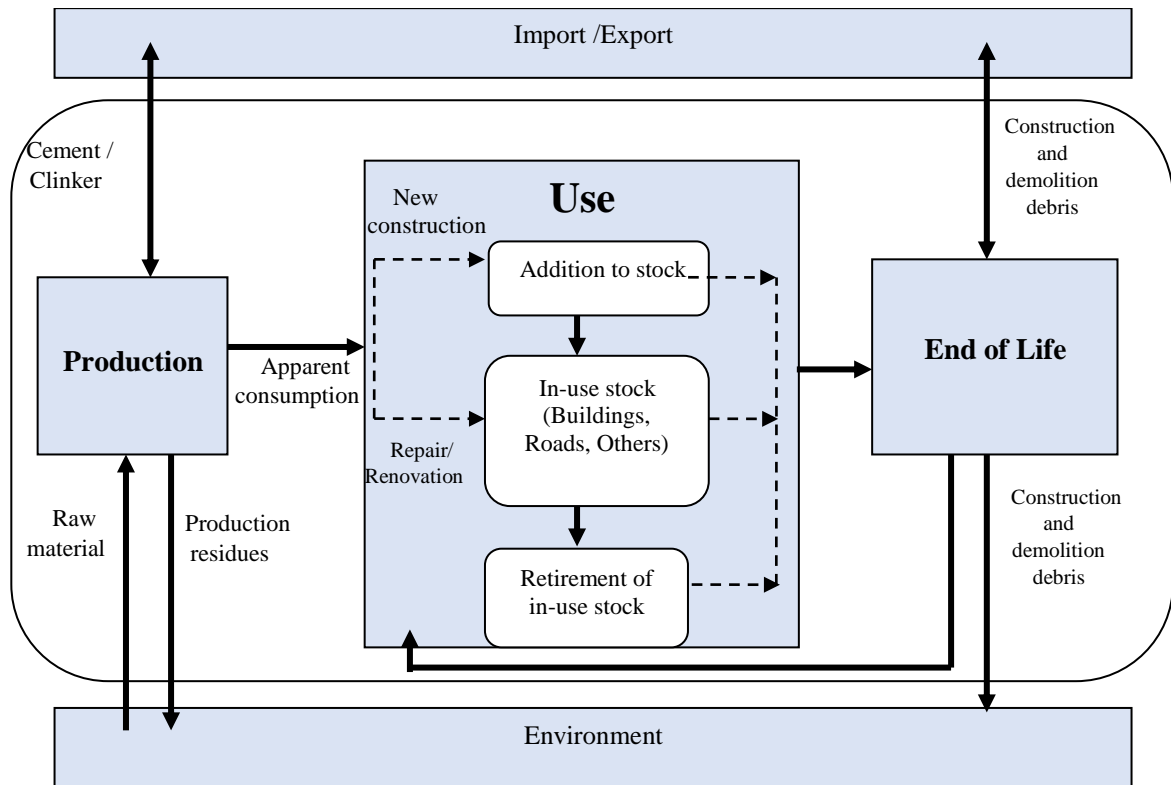 Import /Export
Cement /
Clinker
Construction
and
demolition
debris
Use
New
construction
Addition to stock
Production
Apparent
consumption
End of Life
In-use stock
(Buildings,
Roads, Others)
Repair/
Renovation
Raw
material
Production
residues
Construction
and
demolition
debris
Retirement of
in-use stock
Environment